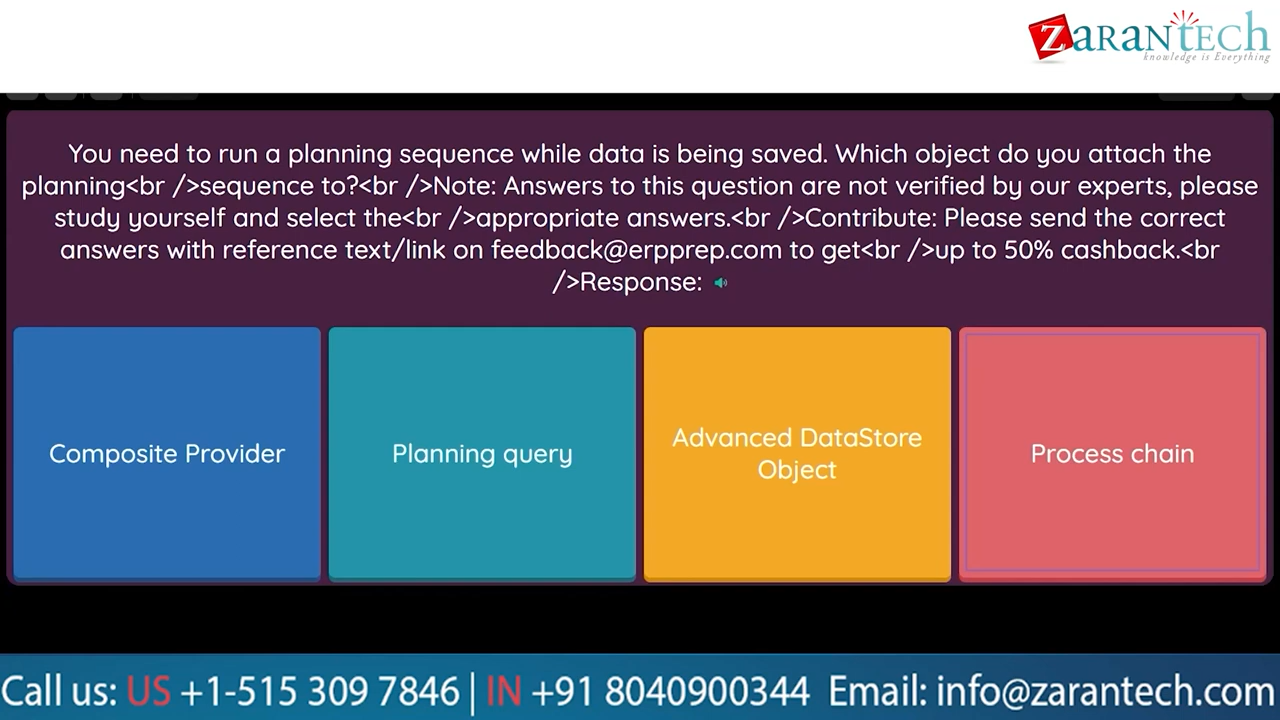 ZARANTECH
knowledge is Everything
You need to run a planning sequence while data is being saved. Which object do you attach the
planning<br />sequence to?<br />Note: Answers to this question are not verified by our experts, please
study yourself and select the<br />appropriate answers.<br />Contribute: Please send the correct
answers with reference text/link on feedback@erpprep.com to get<br />up to 50% cashback.<br
/>Response:
Composite Provider
Planning query
Advanced DataStore
Object
Process chain
Call us: US +1-515 309 7846 | IN +91 8040900344 Email: info@zarantech.com